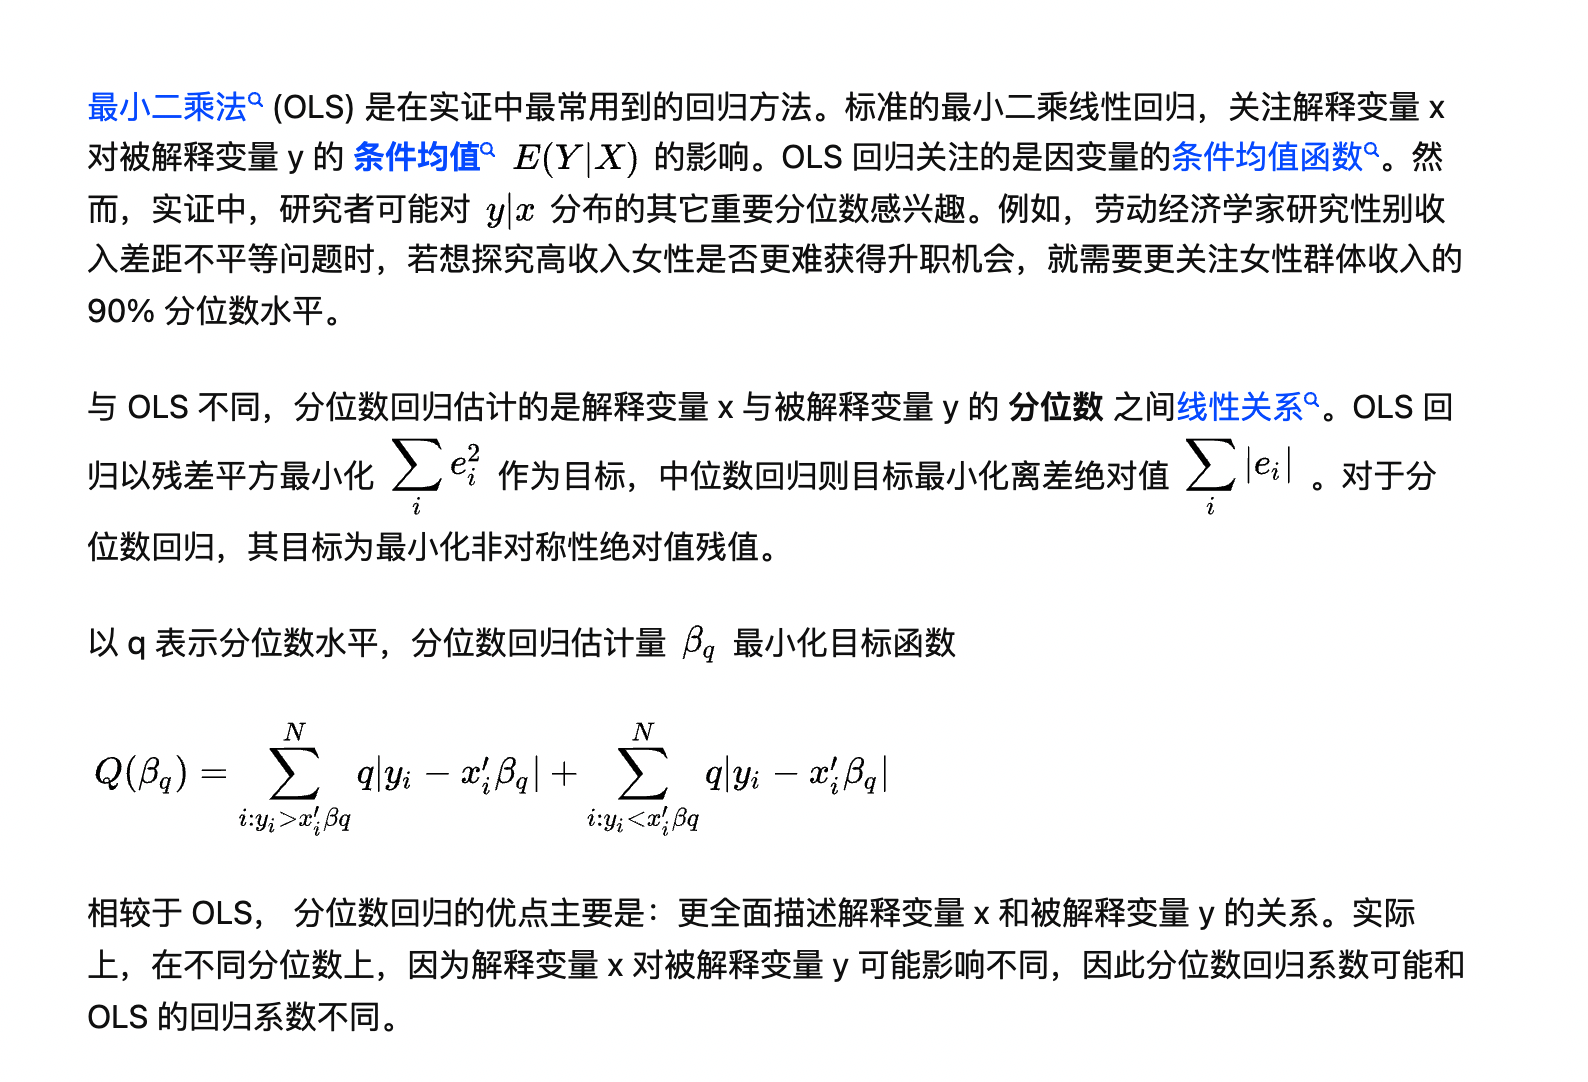 最小二乘法 (OLS) 是在实证中最常用到的回归方法。标准的最小二乘线性回归，关注解释变量 x
对被解释变量 y 的 条件均值 E(Y|X) 的影响。OLS 回归关注的是因变量的条件均值函数。然
而，实证中，研究者可能对 y|x 分布的其它重要分位数感兴趣。例如，劳动经济学家研究性别收
入差距不平等问题时，若想探究高收入女性是否更难获得升职机会，就需要更关注女性群体收入的
90% 分位数水平。
与 OLS 不同，分位数回归估计的是解释变量 x 与被解释变量 y 的 分位数 之间线性关系。OLS 回
归以残差平方最小化 \sum_i e_i^2 作为目标，中位数回归则目标最小化离差绝对值 \sum_i |e_i| 。对于分
位数回归，其目标为最小化非对称性绝对值残值。
以 q 表示分位数水平，分位数回归估计量 \beta_q 最小化目标函数
Q(\beta_q) = \sum_{i:y_i>x_i'\beta q}^{N} q|y_i - x_i'\beta_q| + \sum_{i:y_i<x_i'\beta q}^{N} q|y_i - x_i'\beta_q|
相较于 OLS， 分位数回归的优点主要是：更全面描述解释变量 x 和被解释变量 y 的关系。实际
上，在不同分位数上，因为解释变量 x 对被解释变量 y 可能影响不同，因此分位数回归系数可能和
OLS 的回归系数不同。